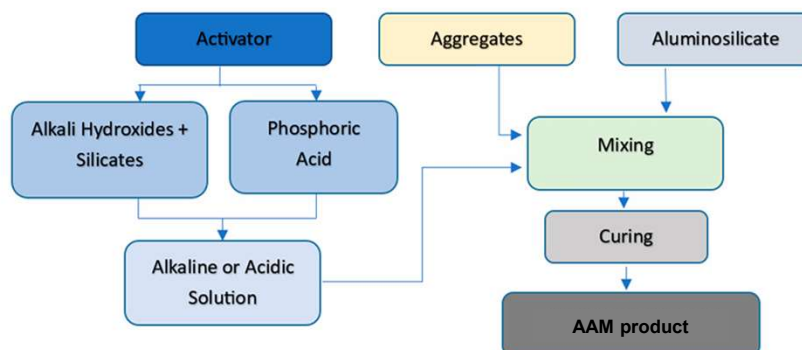 Activator
Aggregates
Aluminosilicate
Alkali Hydroxides +
Silicates
Phosphoric
Acid
Mixing
Alkaline or Acidic
Solution
Curing
AAM product